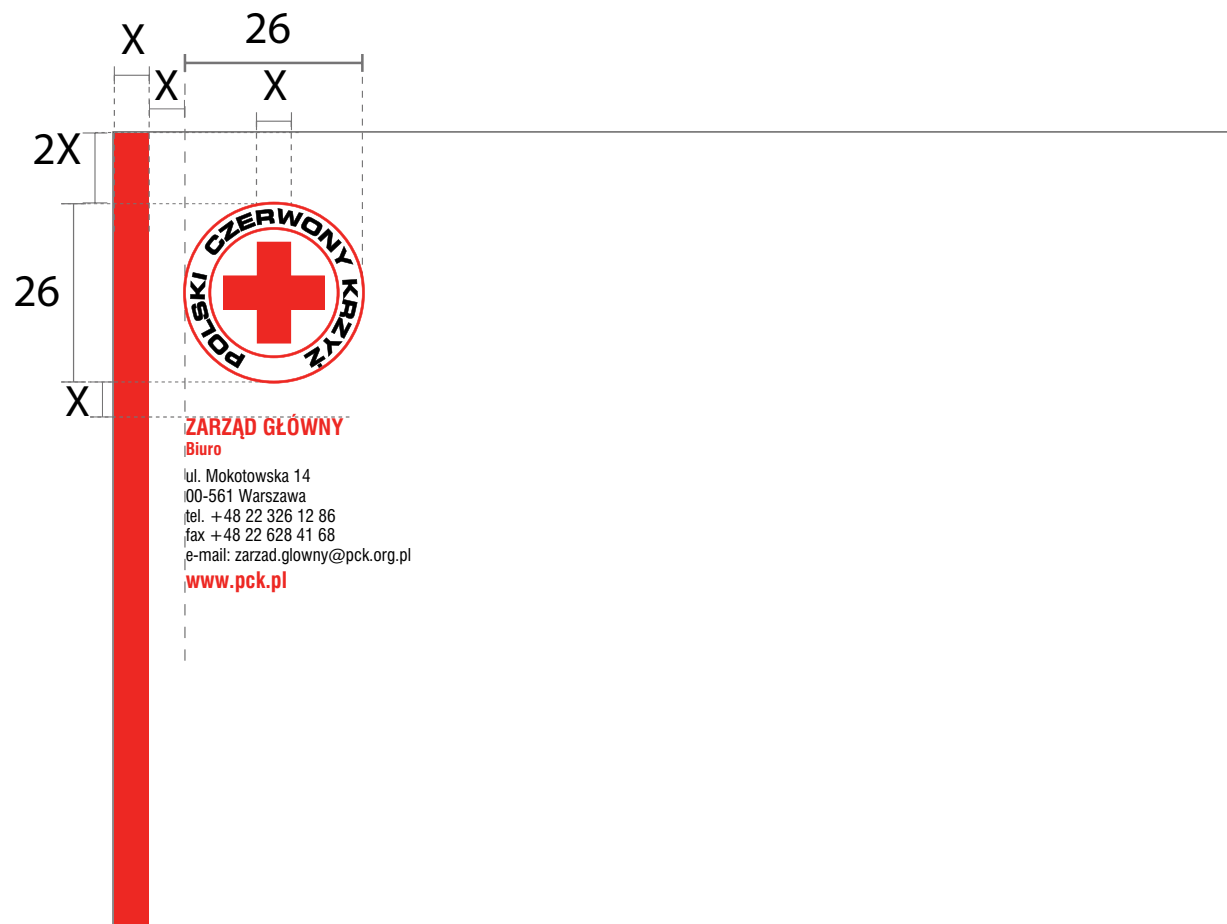 26
X
X
X
2X
POLSKI CZERWONY KRZYŻ
26
X
ZARZĄD GŁÓWNY
Biuro
ul. Mokotowska 14
00-561 Warszawa
tel. +48 22 326 12 86
fax +48 22 628 41 68
e-mail: zarzad.glowny@pck.org.pl
www.pck.pl